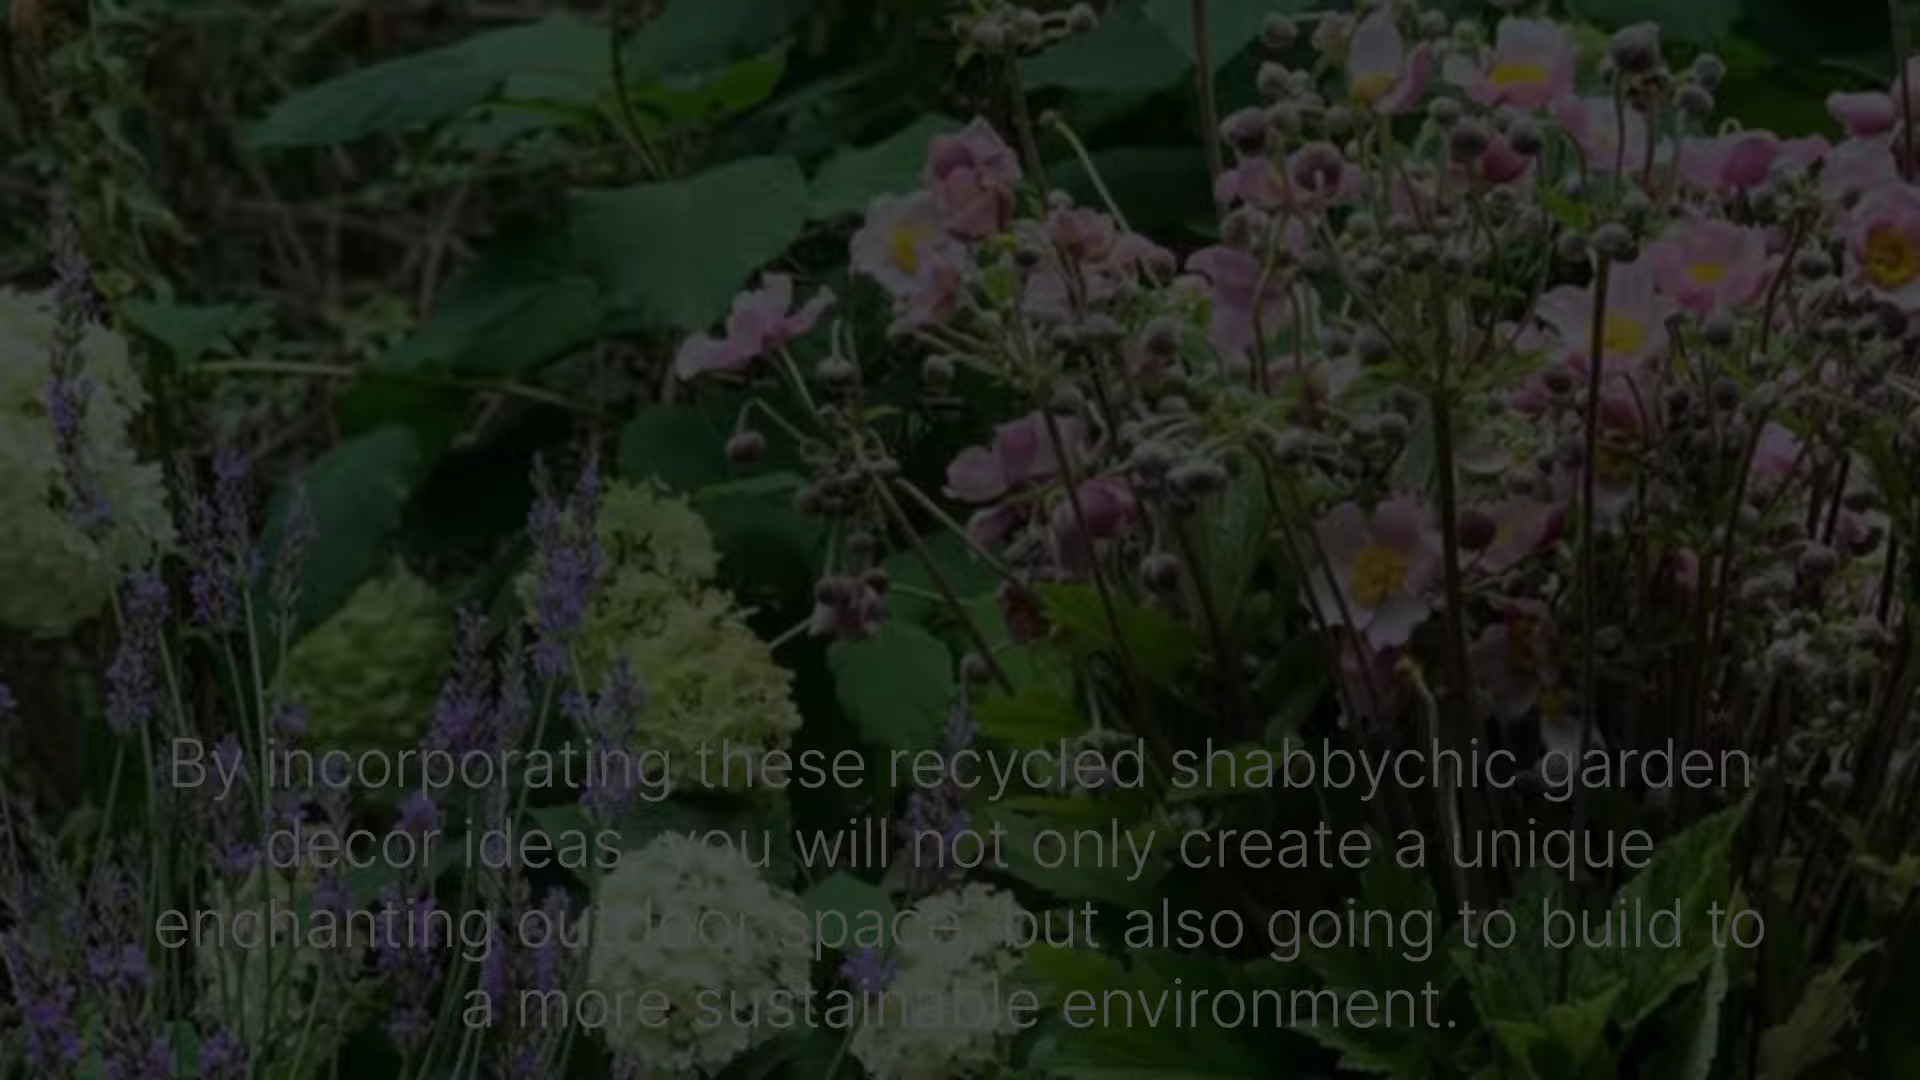 By incorporating these recycled shabbychic garden
decor ideas, you will not only create a unique
enchanting outdoor space, but also going to build to
a more sustainable environment.